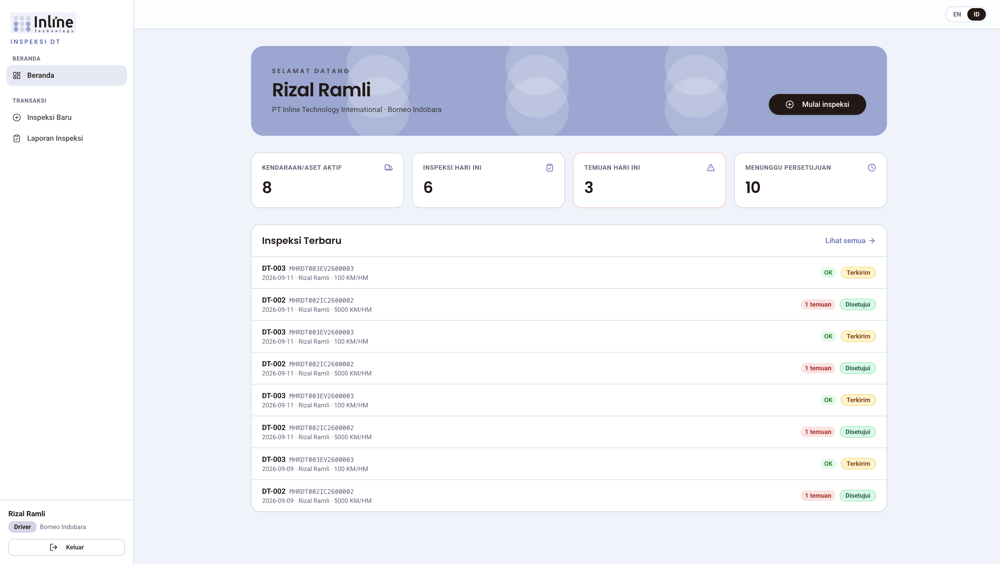 Inline
Technology
INSPEKSI DT
BERANDA
Beranda
TRANSAKSI
Inspeksi Baru
Laporan Inspeksi
Rizal Ramli
Driver Borneo Indobara
Keluar
EN ID
SELAMAT DATANG
Rizal Ramli
PT Inline Technology International · Borneo Indobara
Mulai inspeksi
KENDARAAN/ASET AKTIF
8
INSPEKSI HARI INI
6
TEMUAN HARI INI
3
MENUNGGU PERSETUJUAN
10
Inspeksi Terbaru Lihat semua →
DT-003 MHRDT003EV2600003
2026-09-11 · Rizal Ramli · 100 KM/HM
OK Terkirim
DT-002 MHRDT002IC2600002
2026-09-11 · Rizal Ramli · 5000 KM/HM
1 temuan Disetujui
DT-003 MHRDT003EV2600003
2026-09-11 · Rizal Ramli · 100 KM/HM
OK Terkirim
DT-002 MHRDT002IC2600002
2026-09-11 · Rizal Ramli · 5000 KM/HM
1 temuan Disetujui
DT-003 MHRDT003EV2600003
2026-09-11 · Rizal Ramli · 100 KM/HM
OK Terkirim
DT-002 MHRDT002IC2600002
2026-09-11 · Rizal Ramli · 5000 KM/HM
1 temuan Disetujui
DT-003 MHRDT003EV2600003
2026-09-09 · Rizal Ramli · 100 KM/HM
OK Terkirim
DT-002 MHRDT002IC2600002
2026-09-09 · Rizal Ramli · 5000 KM/HM
1 temuan Disetujui